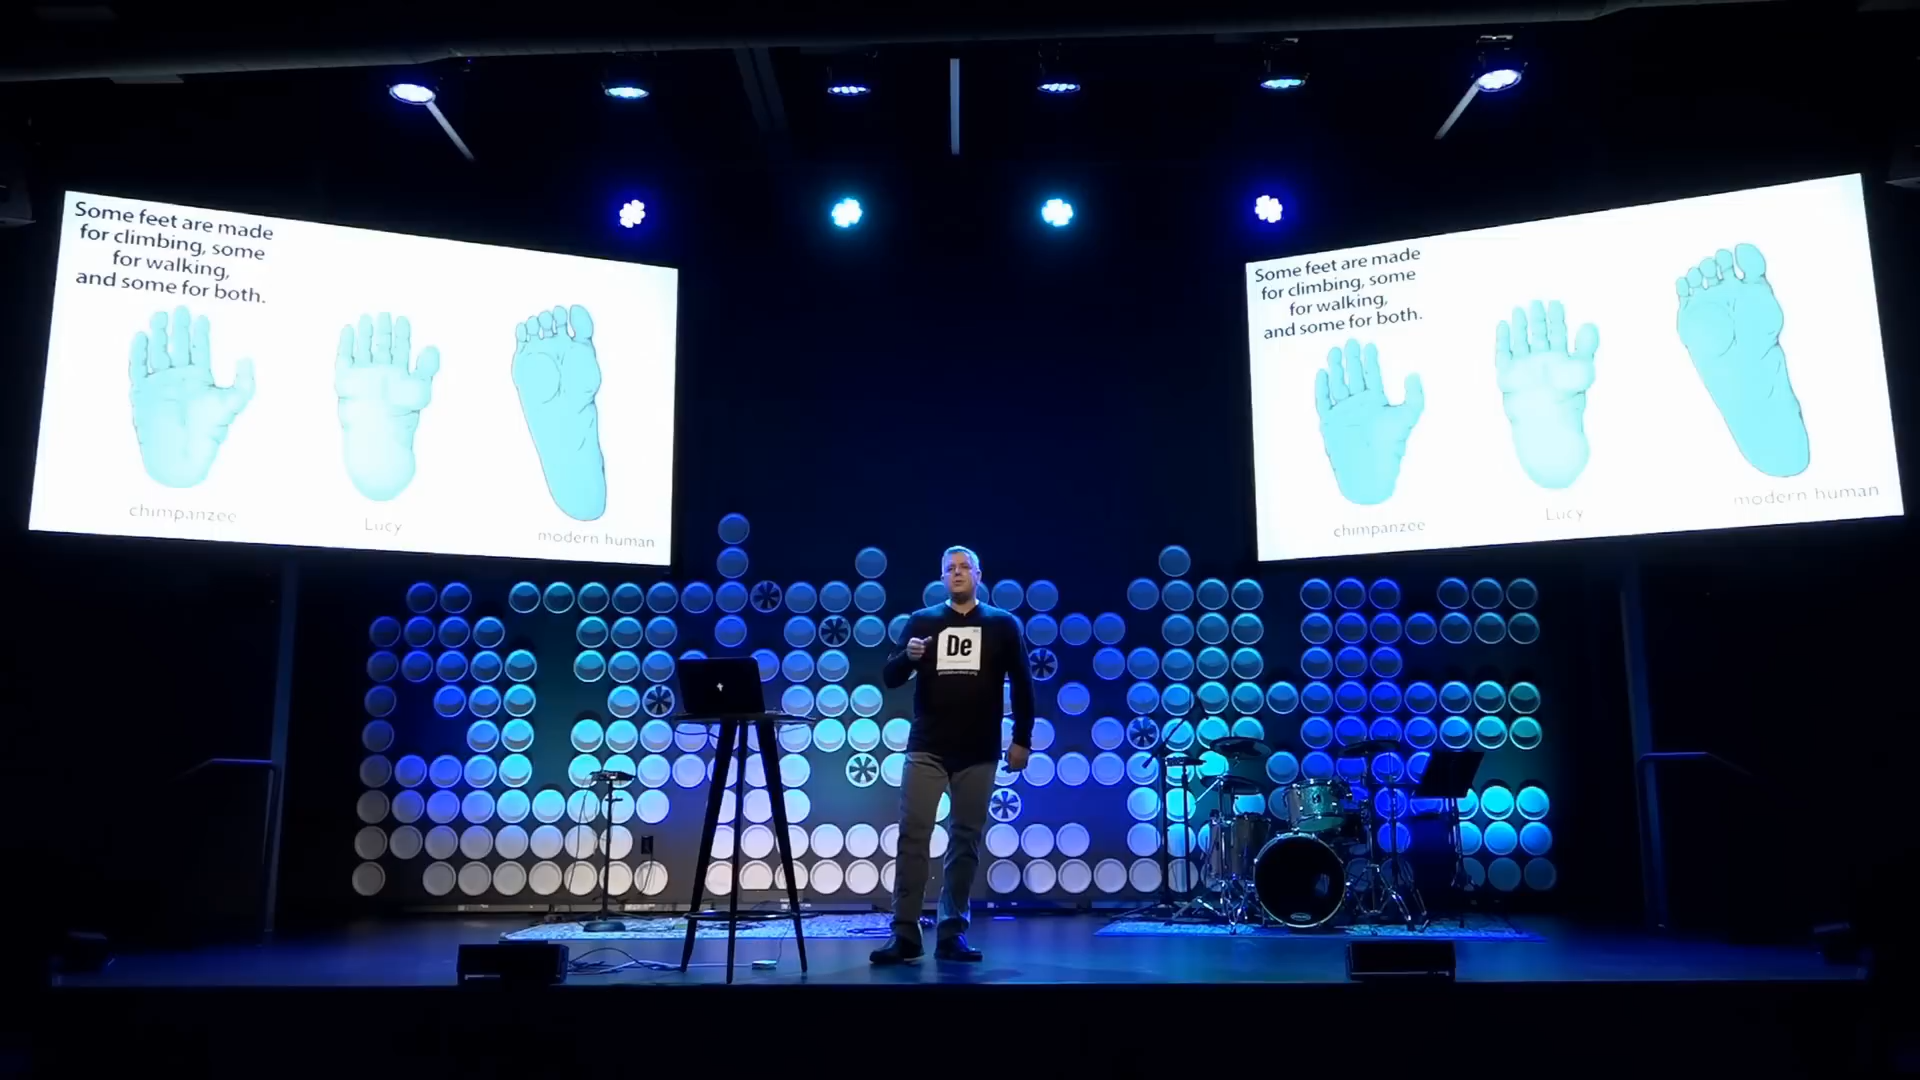 Some feet are made
for climbing, some
for walking,
and some for both.
chimpanzee
Lucy
modern human
Some feet are made
for climbing, some
for walking,
and some for both.
chimpanzee
Lucy
modern human
De